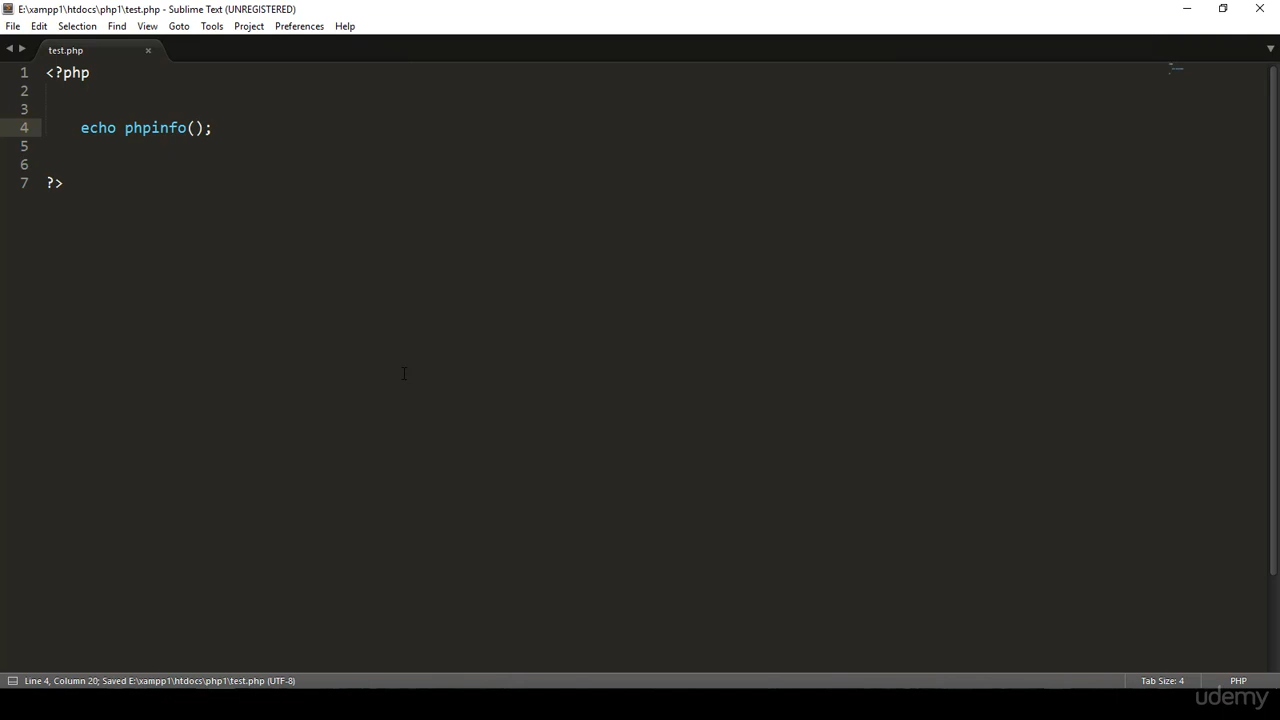 E:\xampp1\htdocs\php1\test.php - Sublime Text (UNREGISTERED)
File Edit Selection Find View Goto Tools Project Preferences Help
test.php
1 <?php
2
3
4 echo phpinfo();
5
6
7 ?>
Line 4, Column 20; Saved E:\xampp1\htdocs\php1\test.php (UTF-8) Tab Size: 4 PHP
udemy